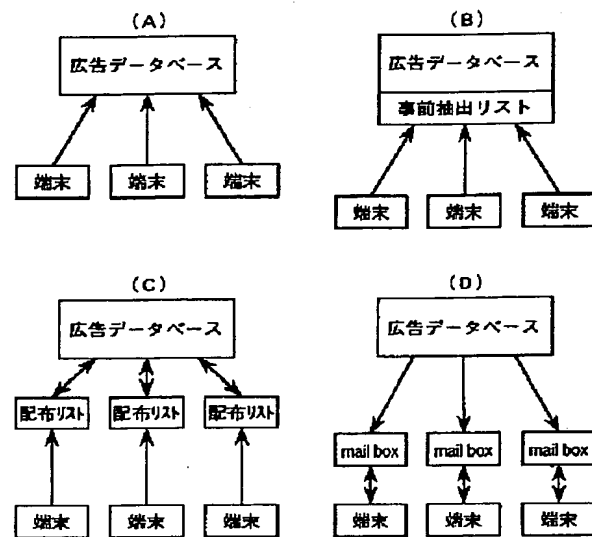 (A)
広告データベース
端末 端末 端末
(B)
広告データベース
事前抽出リスト
端末 端末 端末
(C)
広告データベース
配布リスト 配布リスト 配布リスト
端末 端末 端末
(D)
広告データベース
mail box mail box mail box
端末 端末 端末